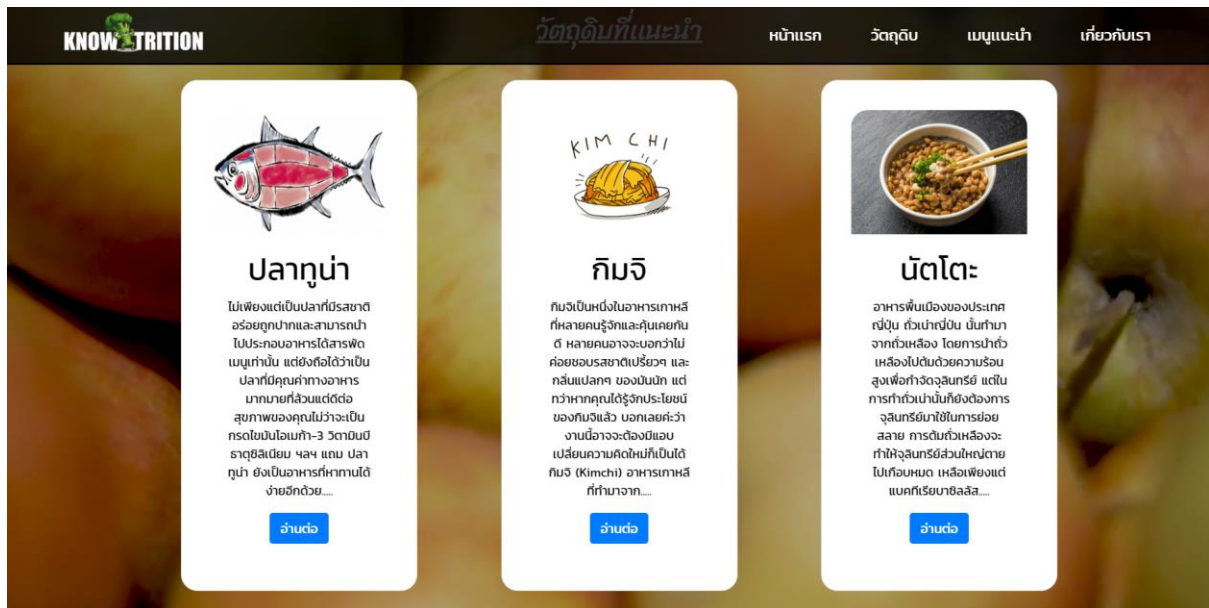 KNOWTRITION
วัตถุดิบที่แนะนำ
หน้าแรก
วัตถุดิบ
เมนูแนะนำ
เกี่ยวกับเรา
ปลาทูน่า
ไม่เพียงแต่เป็นปลาที่มีรสชาติ
อร่อยถูกปากและสามารถนำ
ไปประกอบอาหารได้สารพัด
เมนูเท่านั้น แต่ยังถือได้ว่าเป็น
ปลาที่มีคุณค่าทางอาหาร
มากมายที่ล้วนแต่ดีต่อ
สุขภาพของคุณไม่ว่าจะเป็น
กรดไขมันโอเมก้า-3 วิตามินบี
ธาตุซิลิเนียม ฯลฯ แถม ปลา
ทูน่า ยังเป็นอาหารที่หาทานได้
ง่ายอีกด้วย.....
อ่านต่อ
KIM CHI
กิมจิ
กิมจิเป็นหนึ่งในอาหารเกาหลี
ที่หลายคนรู้จักและคุ้นเคยกัน
ดี หลายคนอาจจะบอกว่าไม่
ค่อยชอบรสชาติเปรี้ยวๆ และ
กลิ่นแปลกๆ ของมันนัก แต่
ทว่าหากคุณได้รู้จักประโยชน์
ของกิมจิแล้ว บอกเลยค่ะว่า
งานนี้อาจจะต้องมีแอบ
เปลี่ยนความคิดใหม่ก็เป็นได้
กิมจิ (Kimchi) อาหารเกาหลี
ที่ทำมาจาก.....
อ่านต่อ
นัตโตะ
อาหารพื้นเมืองของประเทศ
ญี่ปุ่น ถั่วเน่าญี่ปุ่น นั้นทำมา
จากถั่วเหลือง โดยการนำถั่ว
เหลืองไปต้มด้วยความร้อน
สูงเพื่อกำจัดจุลินทรีย์ แต่ใน
การทำถั่วเน่านั้นก็ยังต้องการ
จุลินทรีย์มาใช้ในการย่อย
สลาย การต้มถั่วเหลืองจะ
ทำให้จุลินทรีย์ส่วนใหญ่ตาย
ไปเกือบหมด เหลือเพียงแต่
แบคทีเรียบาซิลลัส.....
อ่านต่อ